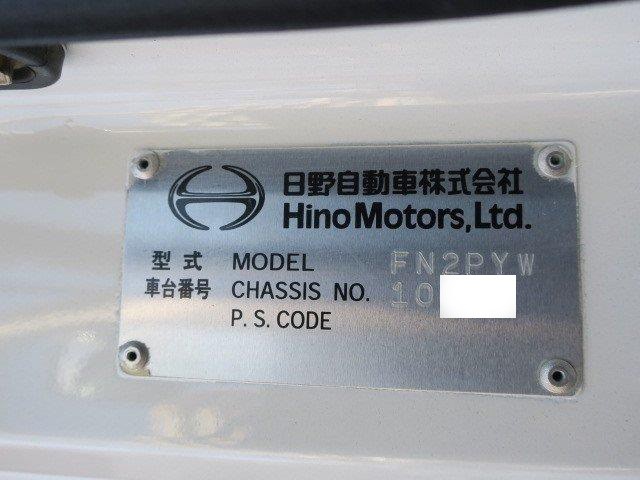 日野自動車株式会社
Hino Motors, Ltd.
型式 MODEL FN2PYW
車台番号 CHASSIS NO. 10
P.S. CODE